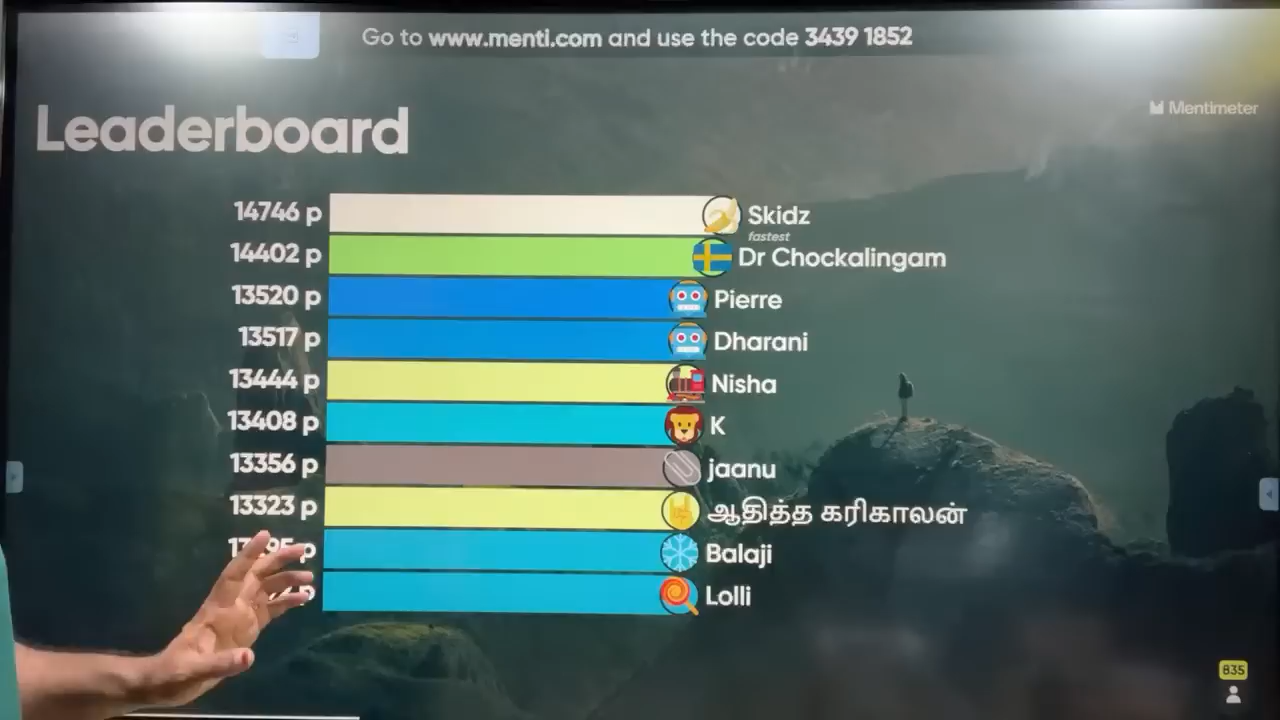 Go to www.menti.com and use the code 3439 1852
Leaderboard
Mentimeter
14746 p Skidz
fastest
14402 p Dr Chockalingam
13520 p Pierre
13517 p Dharani
13444 p Nisha
13408 p K
13356 p jaanu
13323 p ஆதித்த கரிகாலன்
p Balaji
p Lolli
835